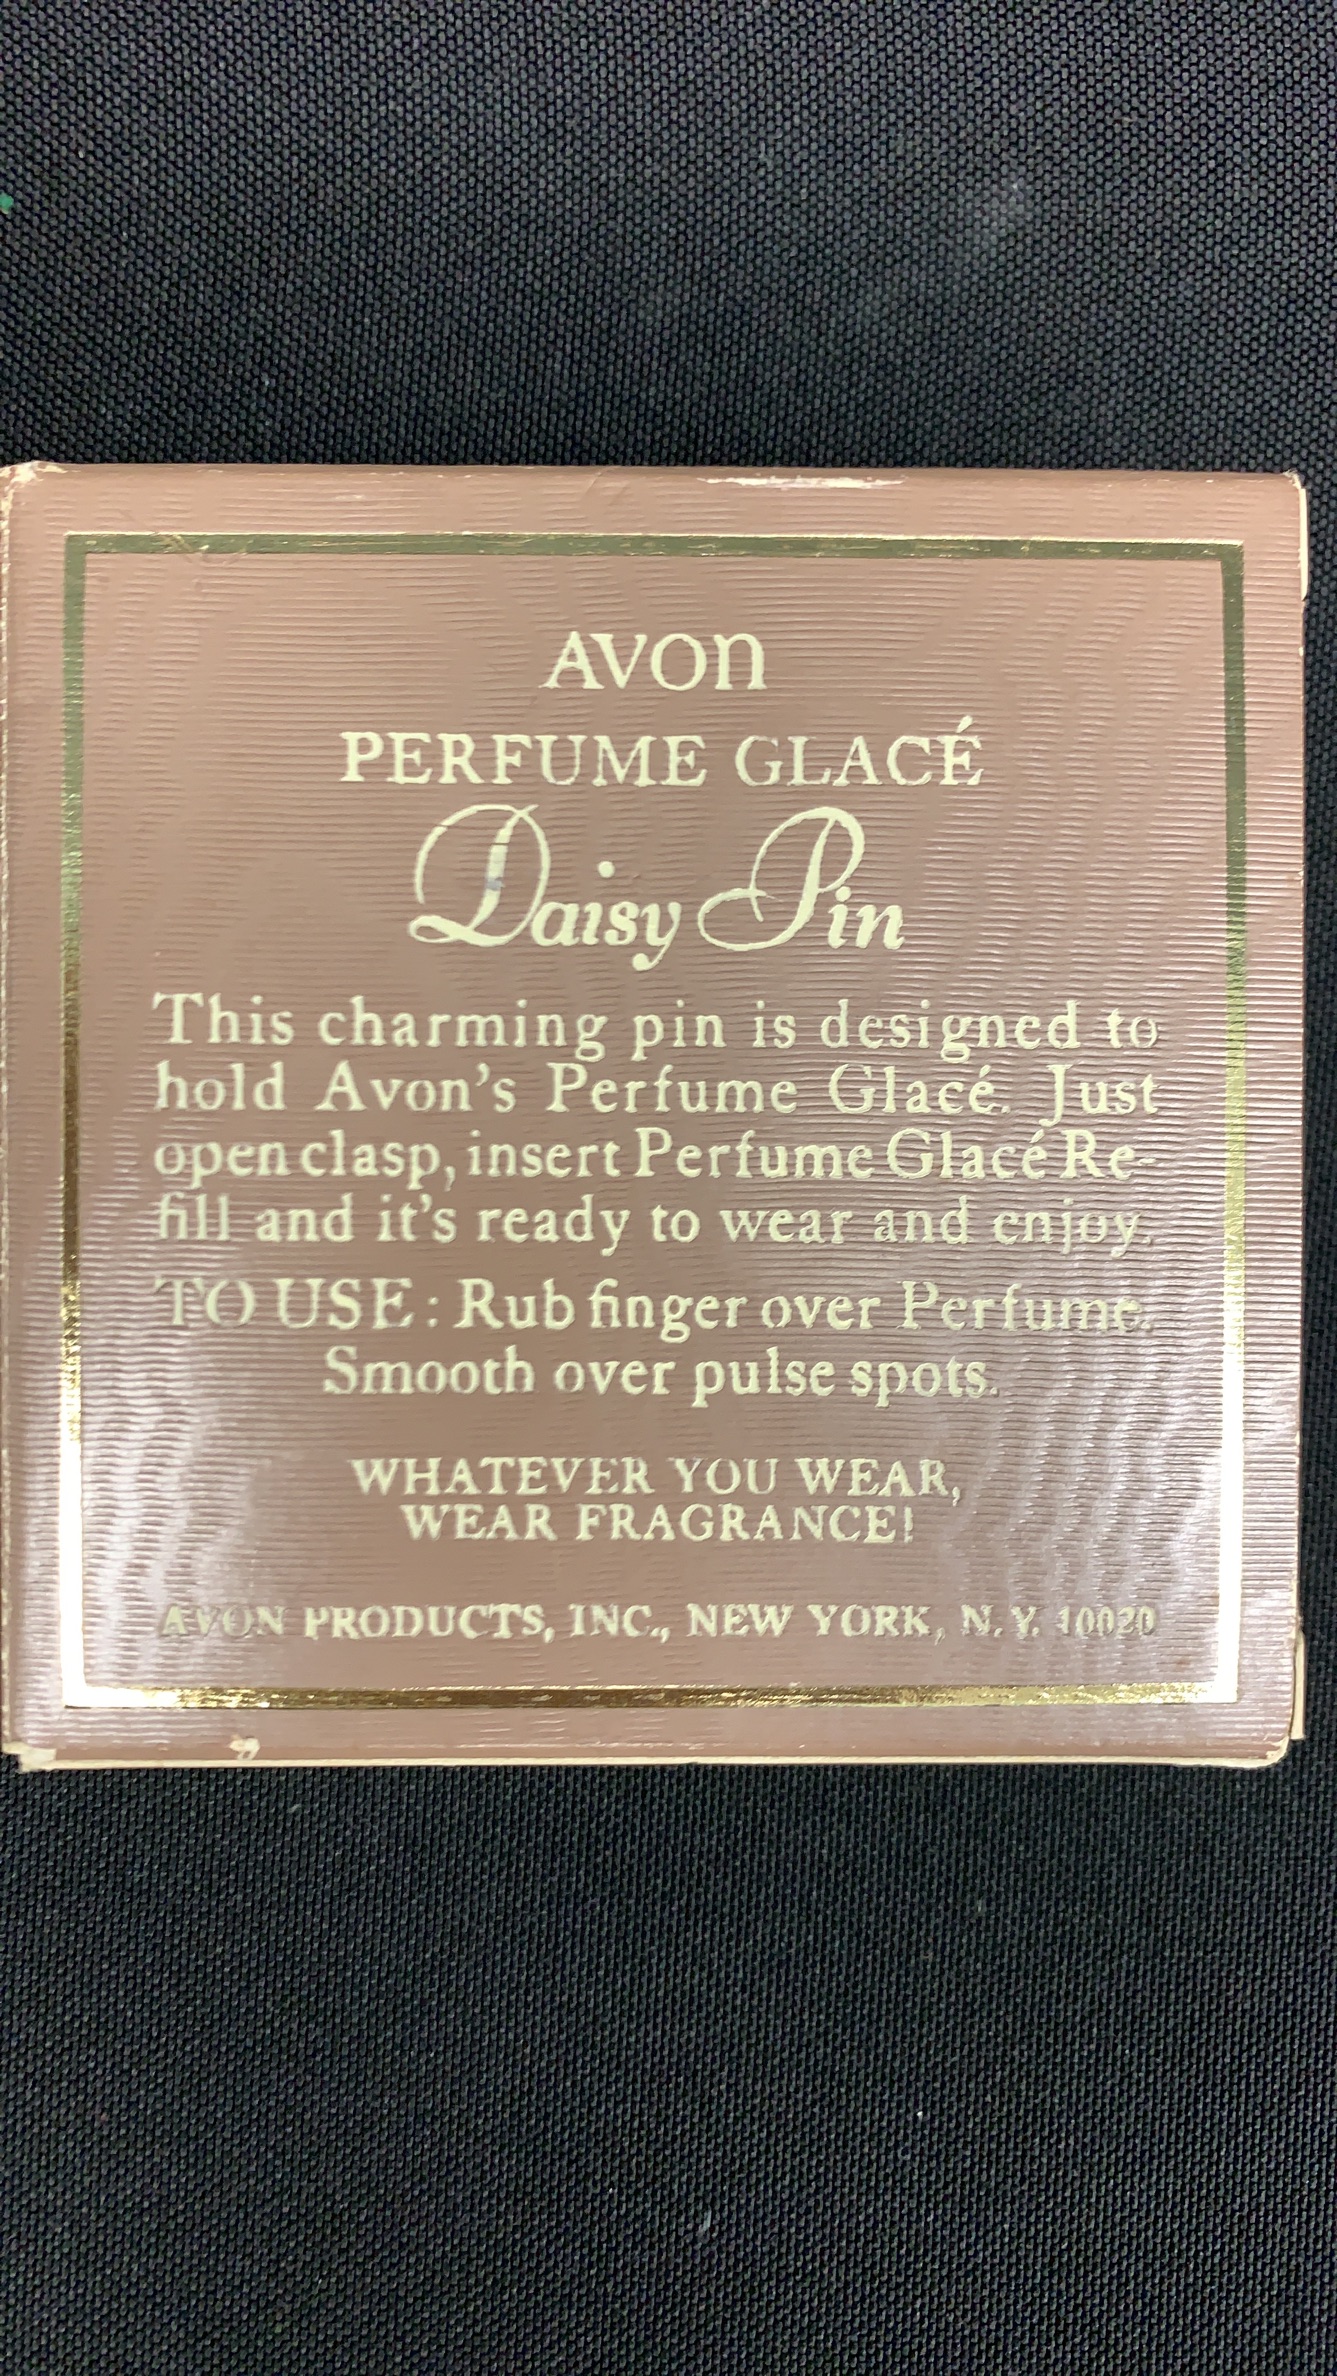 AVON
PERFUME GLACÉ
Daisy Pin
This charming pin is designed to
hold Avon's Perfume Glacé. Just
open clasp, insert Perfume Glacé Re-
fill and it's ready to wear and enjoy.
TO USE: Rub finger over Perfume.
Smooth over pulse spots.
WHATEVER YOU WEAR,
WEAR FRAGRANCE!
AVON PRODUCTS, INC., NEW YORK, N.Y. 10020